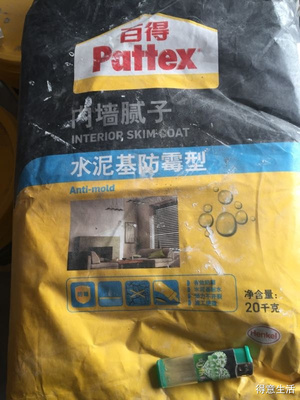 百得
Pattex
内墙腻子
INTERIOR SKIM-COAT
水泥基防霉型
Anti-mold
净含量:
20千克
Henkel
得意生活